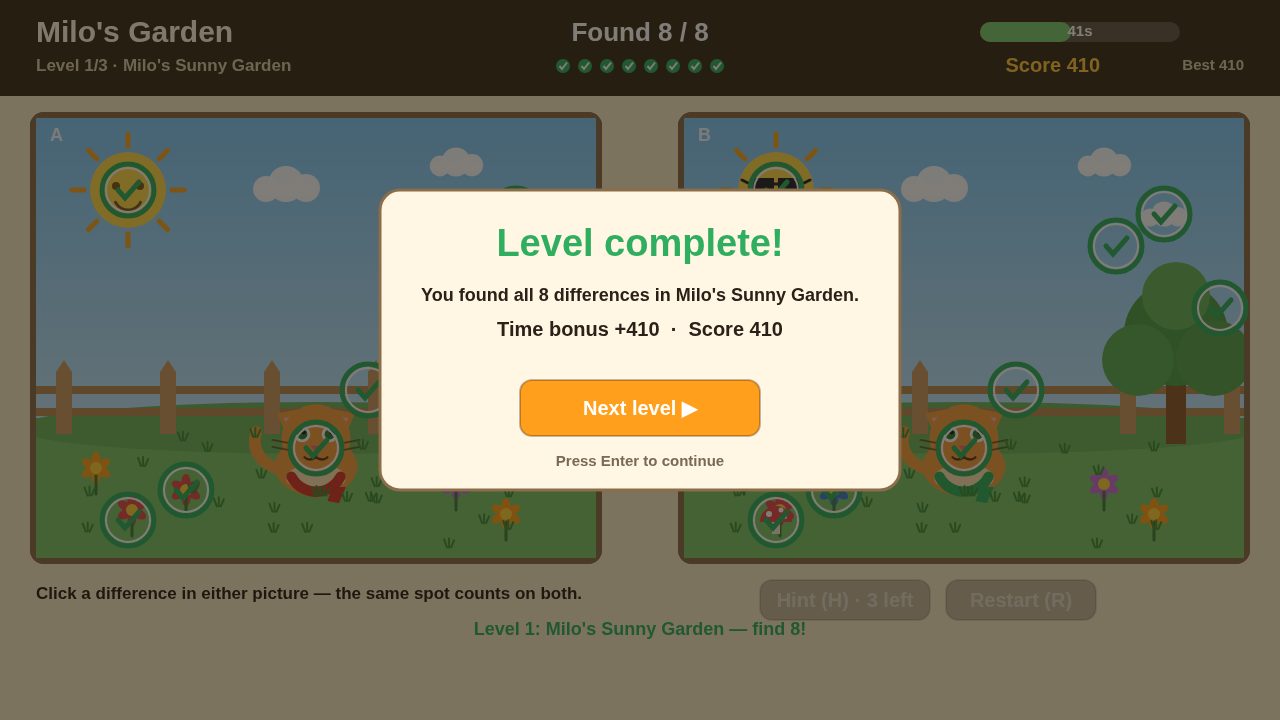 Milo's Garden
Found 8 / 8
41s
Level 1/3 · Milo's Sunny Garden
Score 410
Best 410
A
B
Level complete!
You found all 8 differences in Milo's Sunny Garden.
Time bonus +410 · Score 410
Next level ▶
Press Enter to continue
Click a difference in either picture — the same spot counts on both.
Hint (H) · 3 left
Restart (R)
Level 1: Milo's Sunny Garden — find 8!